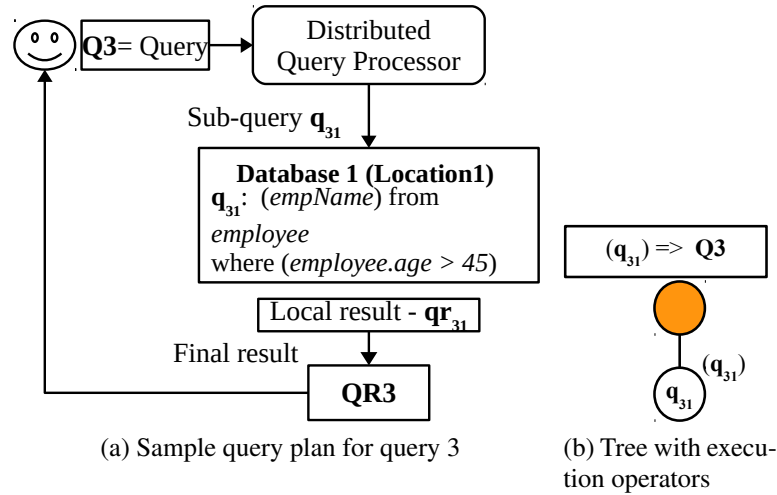 Q3= Query
Distributed
Query Processor
Sub-query q31
Database 1 (Location1)
q31: (empName) from
employee
where (employee.age > 45)
Local result - qr31
Final result
QR3
(a) Sample query plan for query 3
(q31) => Q3
(q31)
q31
(b) Tree with execu-
tion operators